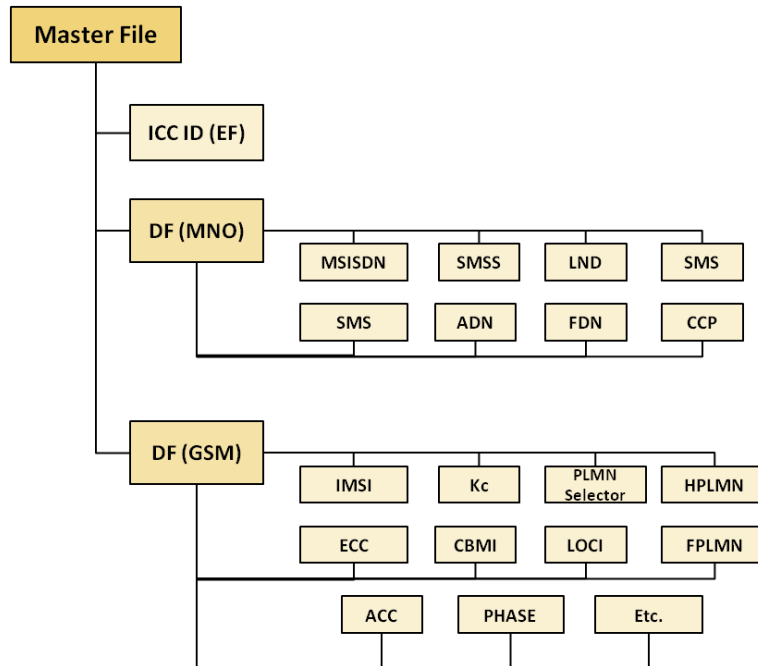 Master File
ICC ID (EF)
DF (MNO)
MSISDN
SMSS
LND
SMS
SMS
ADN
FDN
CCP
DF (GSM)
IMSI
Kc
PLMN
Selector
HPLMN
ECC
CBMI
LOCI
FPLMN
ACC
PHASE
Etc.